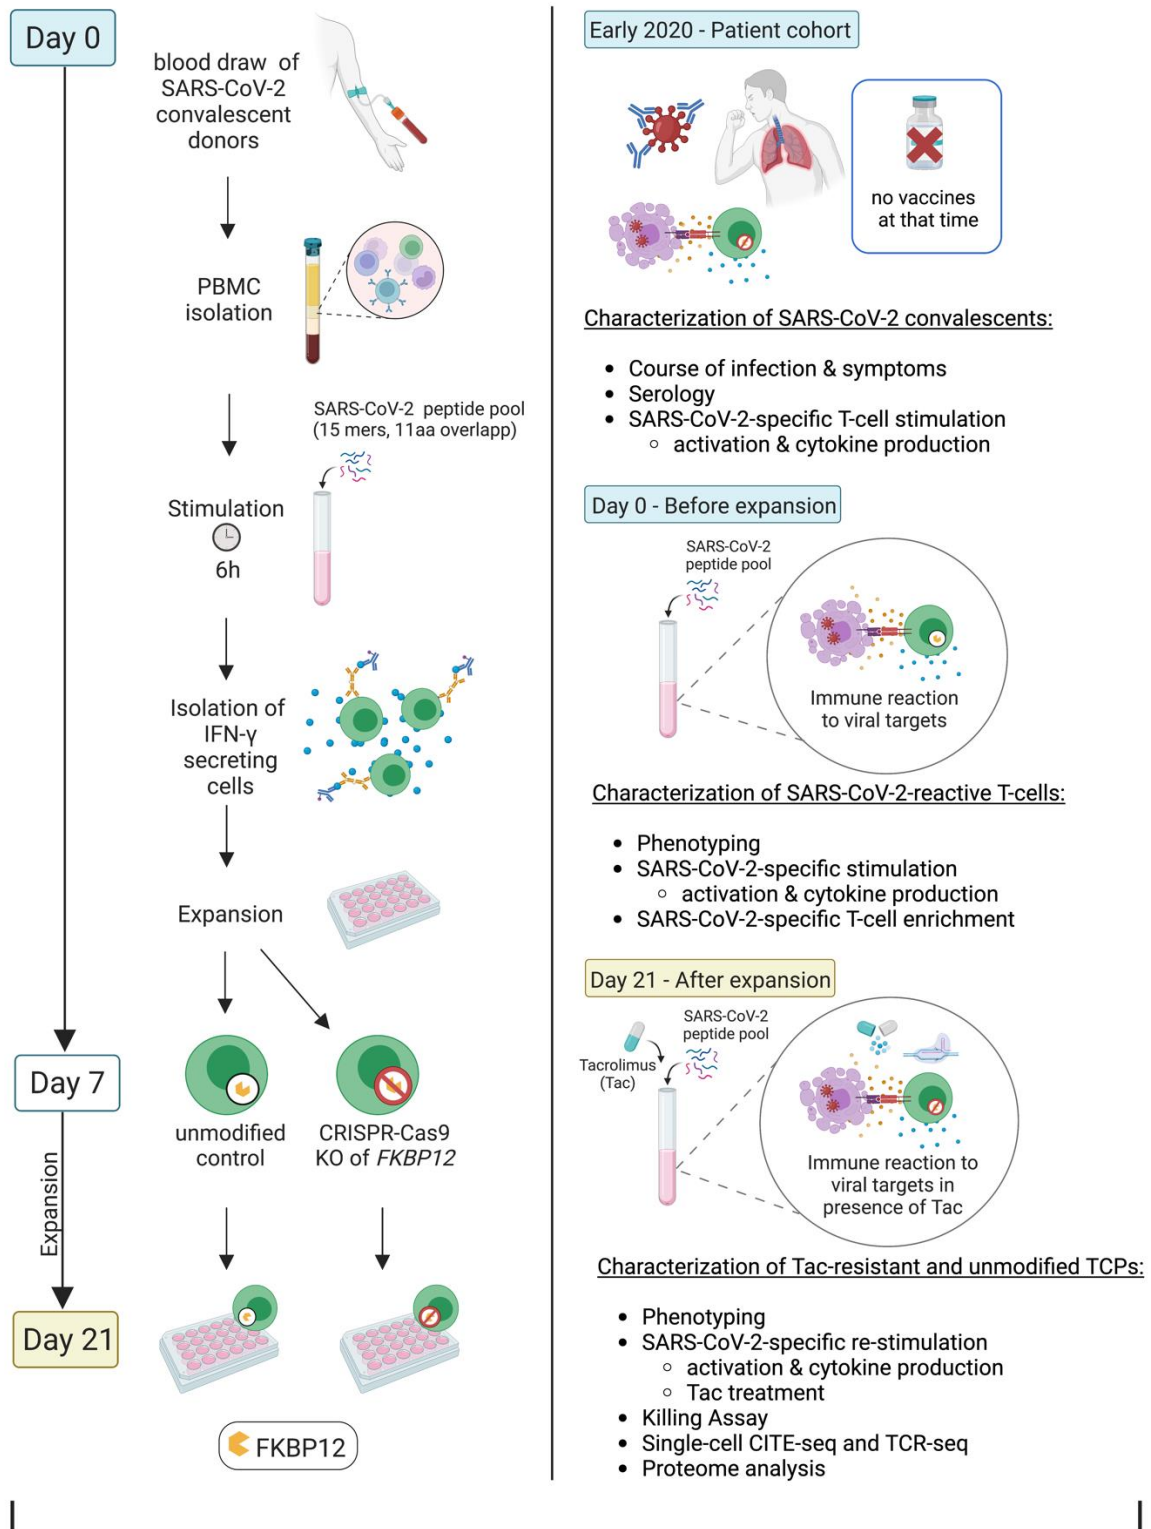 Day 0
blood draw of
SARS-CoV-2
convalescent
donors
PBMC
isolation
SARS-CoV-2 peptide pool
(15 mers, 11aa overlapp)
Stimulation
6h
Isolation of
IFN-γ
secreting
cells
Expansion
Day 7
unmodified
control
CRISPR-Cas9
KO of FKBP12
Expansion
Day 21
FKBP12
Early 2020 - Patient cohort
no vaccines
at that time
Characterization of SARS-CoV-2 convalescents:
• Course of infection & symptoms
• Serology
• SARS-CoV-2-specific T-cell stimulation
◦ activation & cytokine production
Day 0 - Before expansion
SARS-CoV-2
peptide pool
Immune reaction
to viral targets
Characterization of SARS-CoV-2-reactive T-cells:
• Phenotyping
• SARS-CoV-2-specific stimulation
◦ activation & cytokine production
• SARS-CoV-2-specific T-cell enrichment
Day 21 - After expansion
SARS-CoV-2
peptide pool
Tacrolimus
(Tac)
Immune reaction to
viral targets in
presence of Tac
Characterization of Tac-resistant and unmodified TCPs:
• Phenotyping
• SARS-CoV-2-specific re-stimulation
◦ activation & cytokine production
◦ Tac treatment
• Killing Assay
• Single-cell CITE-seq and TCR-seq
• Proteome analysis